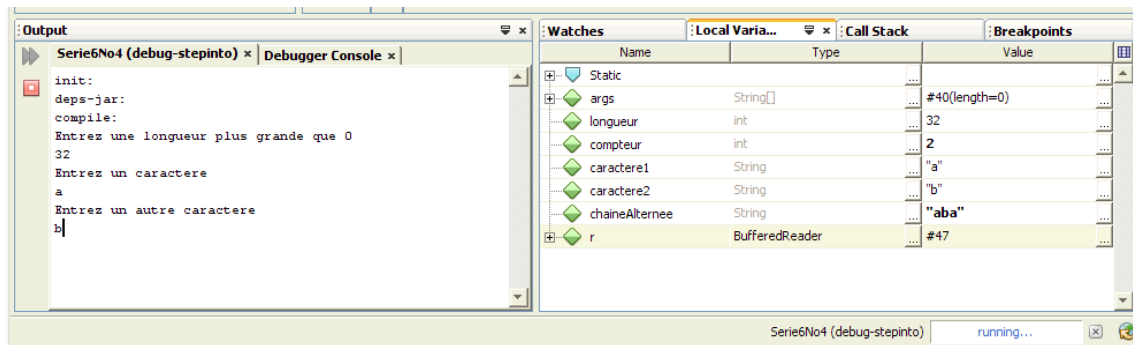 Output
Serie6No4 (debug-stepinto) × Debugger Console ×
init:
deps-jar:
compile:
Entrez une longueur plus grande que 0
32
Entrez un caractere
a
Entrez un autre caractere
b
Watches Local Varia... × Call Stack Breakpoints
Name Type Value
Static ... ...
args String[] ... #40(length=0) ...
longueur int ... 32 ...
compteur int ... 2 ...
caractere1 String ... "a" ...
caractere2 String ... "b" ...
chaineAlternee String ... "aba" ...
r BufferedReader ... #47 ...
Serie6No4 (debug-stepinto) running...